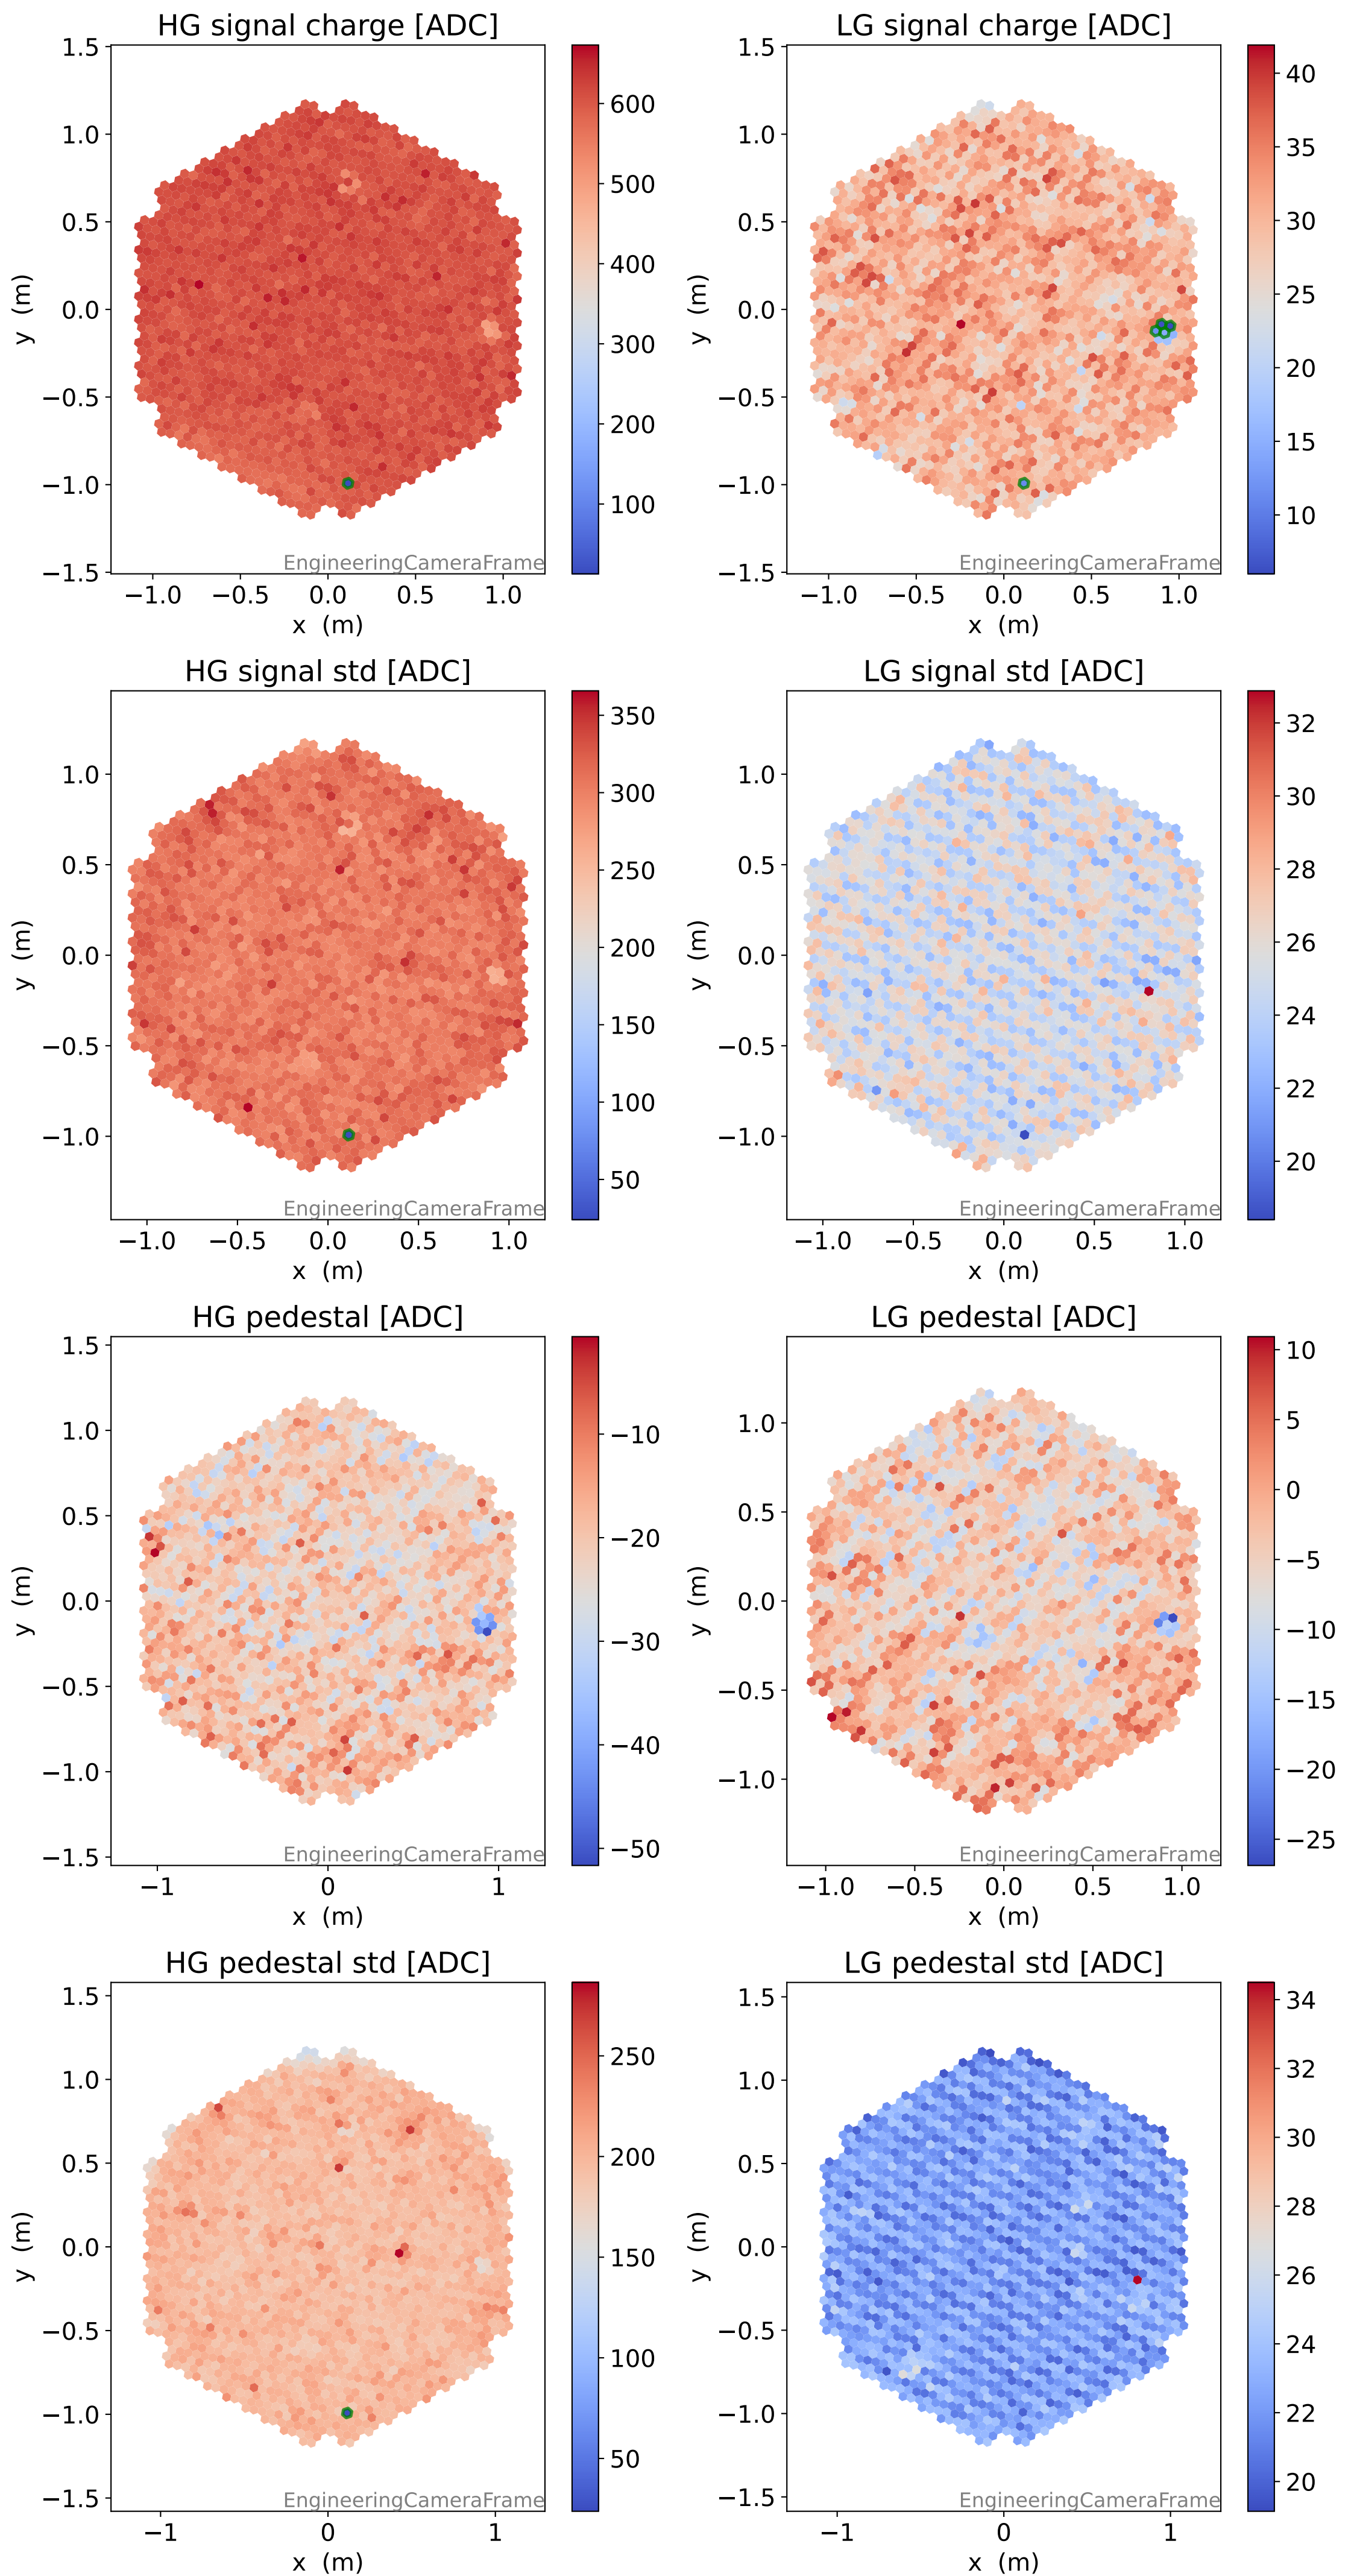 HG signal charge [ADC]
1.5
1.0
0.5
0.0
−0.5
−1.0
−1.5
y (m)
−1.0 −0.5 0.0 0.5 1.0
x (m)
EngineeringCameraFrame
600
500
400
300
200
100
LG signal charge [ADC]
1.5
1.0
0.5
0.0
−0.5
−1.0
−1.5
y (m)
−1.0 −0.5 0.0 0.5 1.0
x (m)
EngineeringCameraFrame
40
35
30
25
20
15
10
HG signal std [ADC]
1.0
0.5
0.0
−0.5
−1.0
y (m)
−1.0 −0.5 0.0 0.5 1.0
x (m)
EngineeringCameraFrame
350
300
250
200
150
100
50
LG signal std [ADC]
1.0
0.5
0.0
−0.5
−1.0
y (m)
−1.0 −0.5 0.0 0.5 1.0
x (m)
EngineeringCameraFrame
32
30
28
26
24
22
20
HG pedestal [ADC]
1.5
1.0
0.5
0.0
−0.5
−1.0
−1.5
y (m)
−1 0 1
x (m)
EngineeringCameraFrame
−10
−20
−30
−40
−50
LG pedestal [ADC]
1.0
0.5
0.0
−0.5
−1.0
y (m)
−1.0 −0.5 0.0 0.5 1.0
x (m)
EngineeringCameraFrame
10
5
0
−5
−10
−15
−20
−25
HG pedestal std [ADC]
1.5
1.0
0.5
0.0
−0.5
−1.0
−1.5
y (m)
−1 0 1
x (m)
EngineeringCameraFrame
250
200
150
100
50
LG pedestal std [ADC]
1.5
1.0
0.5
0.0
−0.5
−1.0
−1.5
y (m)
−1 0 1
x (m)
EngineeringCameraFrame
34
32
30
28
26
24
22
20